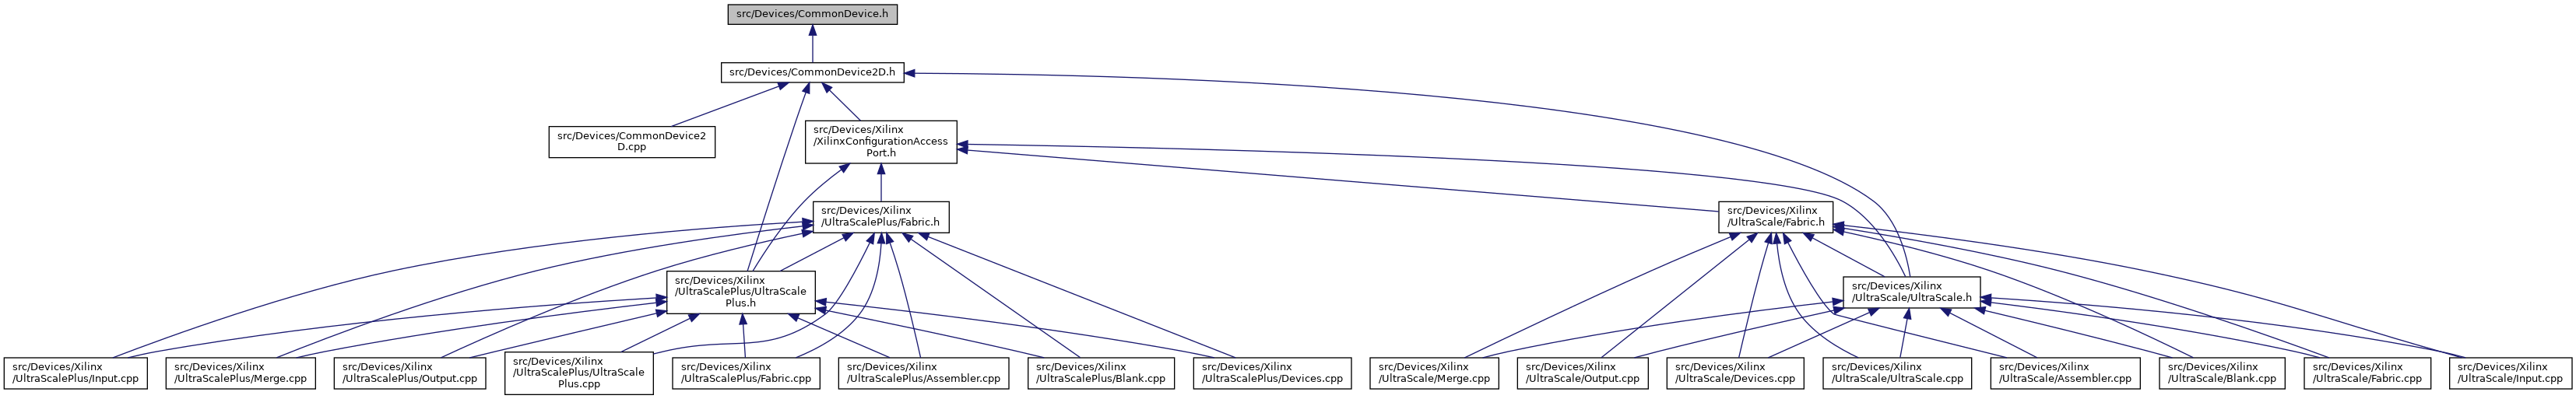 src/Devices/CommonDevice.h
src/Devices/CommonDevice2D.h
src/Devices/CommonDevice2
D.cpp
src/Devices/Xilinx
/XilinxConfigurationAccess
Port.h
src/Devices/Xilinx
/UltraScalePlus/Fabric.h
src/Devices/Xilinx
/UltraScale/Fabric.h
src/Devices/Xilinx
/UltraScalePlus/UltraScale
Plus.h
src/Devices/Xilinx
/UltraScale/UltraScale.h
src/Devices/Xilinx
/UltraScalePlus/Input.cpp
src/Devices/Xilinx
/UltraScalePlus/Merge.cpp
src/Devices/Xilinx
/UltraScalePlus/Output.cpp
src/Devices/Xilinx
/UltraScalePlus/UltraScale
Plus.cpp
src/Devices/Xilinx
/UltraScalePlus/Fabric.cpp
src/Devices/Xilinx
/UltraScalePlus/Assembler.cpp
src/Devices/Xilinx
/UltraScalePlus/Blank.cpp
src/Devices/Xilinx
/UltraScalePlus/Devices.cpp
src/Devices/Xilinx
/UltraScale/Merge.cpp
src/Devices/Xilinx
/UltraScale/Output.cpp
src/Devices/Xilinx
/UltraScale/Devices.cpp
src/Devices/Xilinx
/UltraScale/UltraScale.cpp
src/Devices/Xilinx
/UltraScale/Assembler.cpp
src/Devices/Xilinx
/UltraScale/Blank.cpp
src/Devices/Xilinx
/UltraScale/Fabric.cpp
src/Devices/Xilinx
/UltraScale/Input.cpp